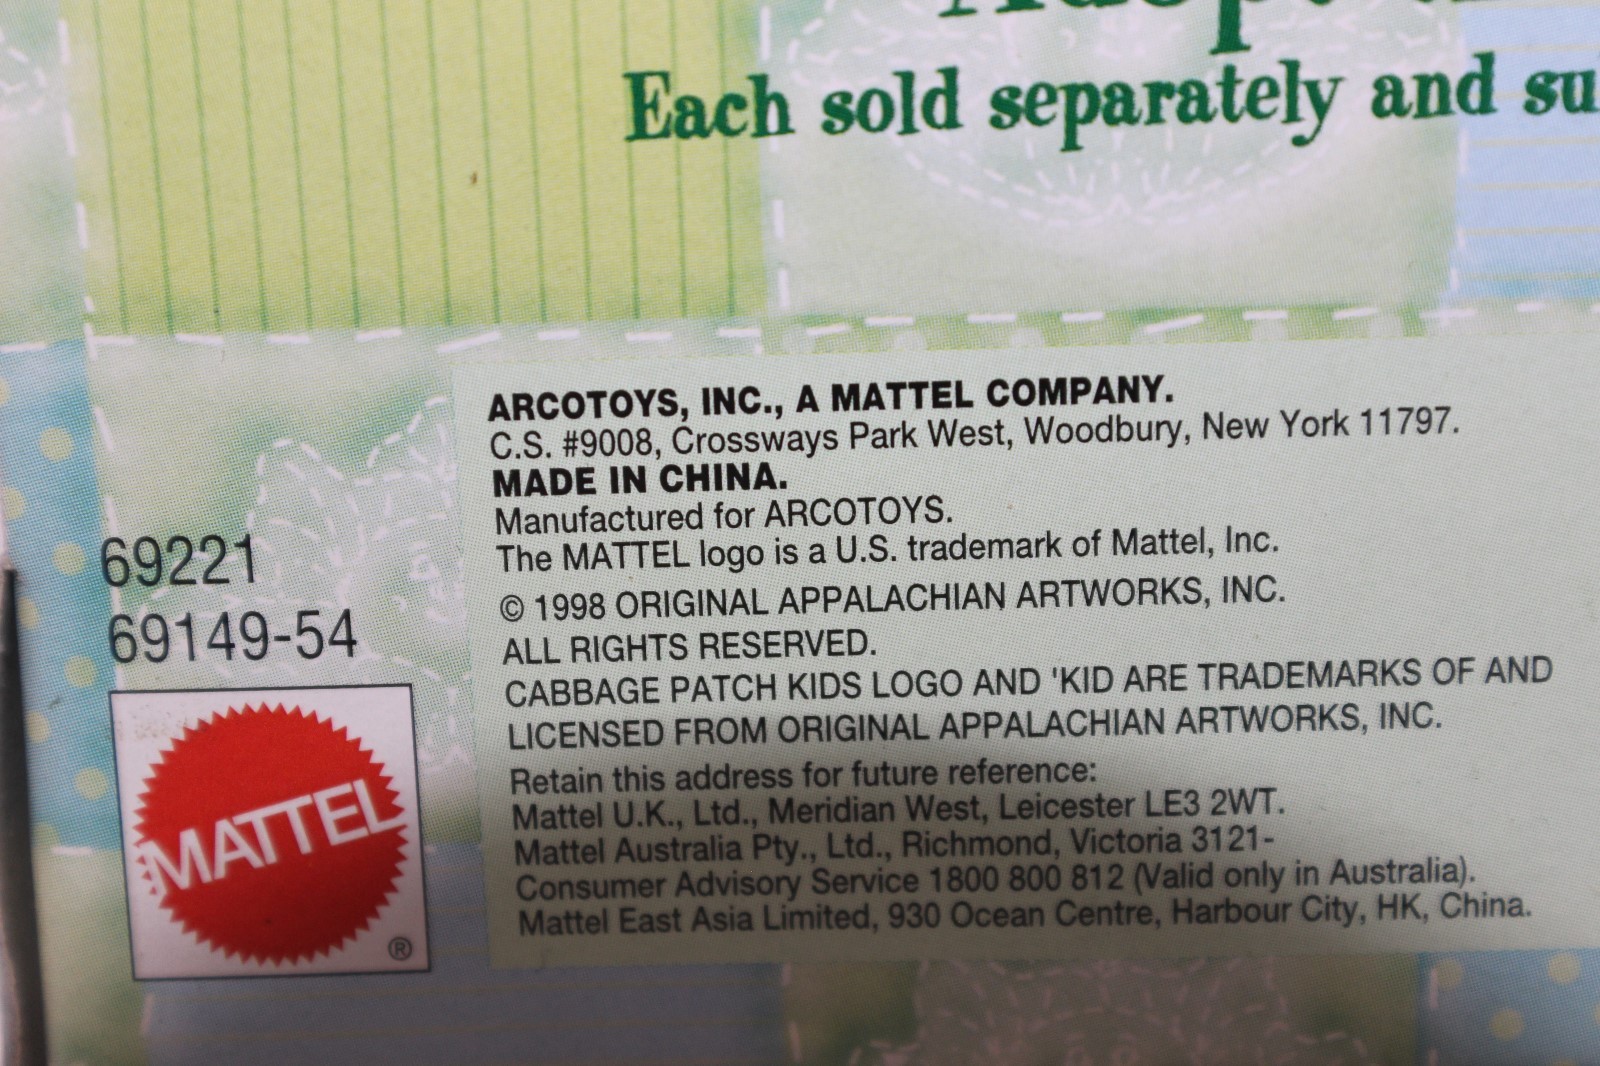 Each sold separately and
ARCOTOYS, INC., A MATTEL COMPANY.
C.S. #9008, Crossways Park West, Woodbury, New York 11797.
MADE IN CHINA.
Manufactured for ARCOTOYS.
The MATTEL logo is a U.S. trademark of Mattel, Inc.
© 1998 ORIGINAL APPALACHIAN ARTWORKS, INC.
ALL RIGHTS RESERVED.
CABBAGE PATCH KIDS LOGO AND 'KID ARE TRADEMARKS OF AND
LICENSED FROM ORIGINAL APPALACHIAN ARTWORKS, INC.
Retain this address for future reference:
Mattel U.K., Ltd., Meridian West, Leicester LE3 2WT.
Mattel Australia Pty., Ltd., Richmond, Victoria 3121-
Consumer Advisory Service 1800 800 812 (Valid only in Australia).
Mattel East Asia Limited, 930 Ocean Centre, Harbour City, HK, China.
69221
69149-54
MATTEL
®